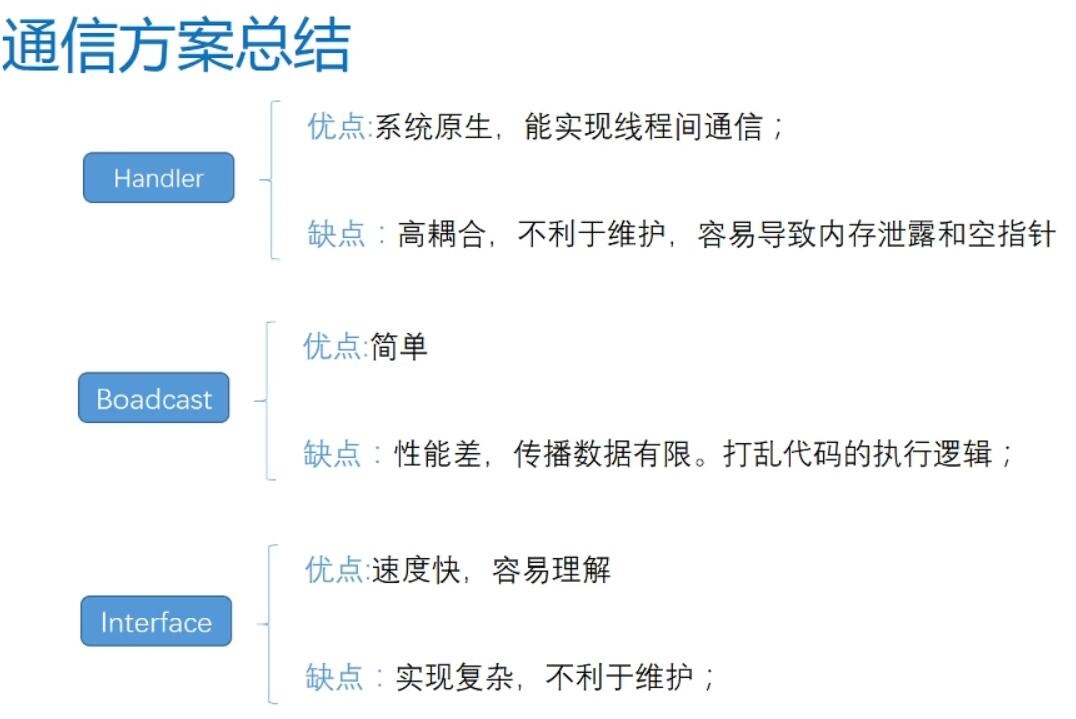 通信方案总结
优点:系统原生，能实现线程间通信；
Handler
缺点：高耦合，不利于维护，容易导致内存泄露和空指针
优点:简单
Boadcast
缺点：性能差，传播数据有限。打乱代码的执行逻辑；
优点:速度快，容易理解
Interface
缺点：实现复杂，不利于维护；